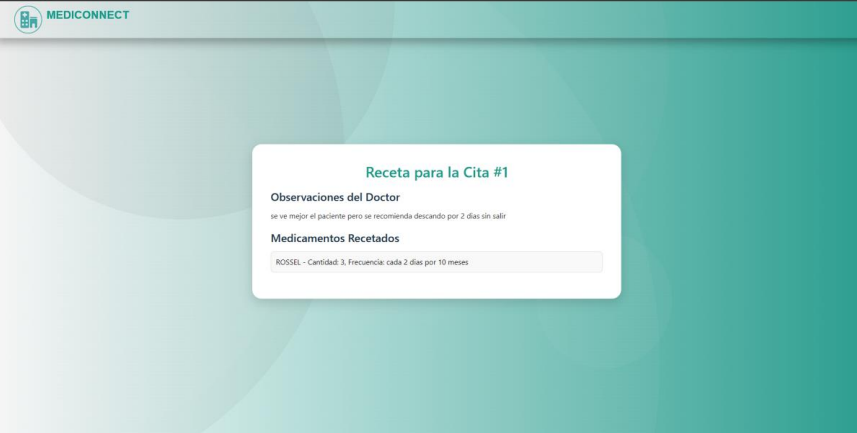 MEDICONNECT
Receta para la Cita #1
Observaciones del Doctor
se ve mejor el paciente pero se recomienda descando por 2 dias sin salir
Medicamentos Recetados
ROSSEL - Cantidad: 3, Frecuencia: cada 2 dias por 10 meses